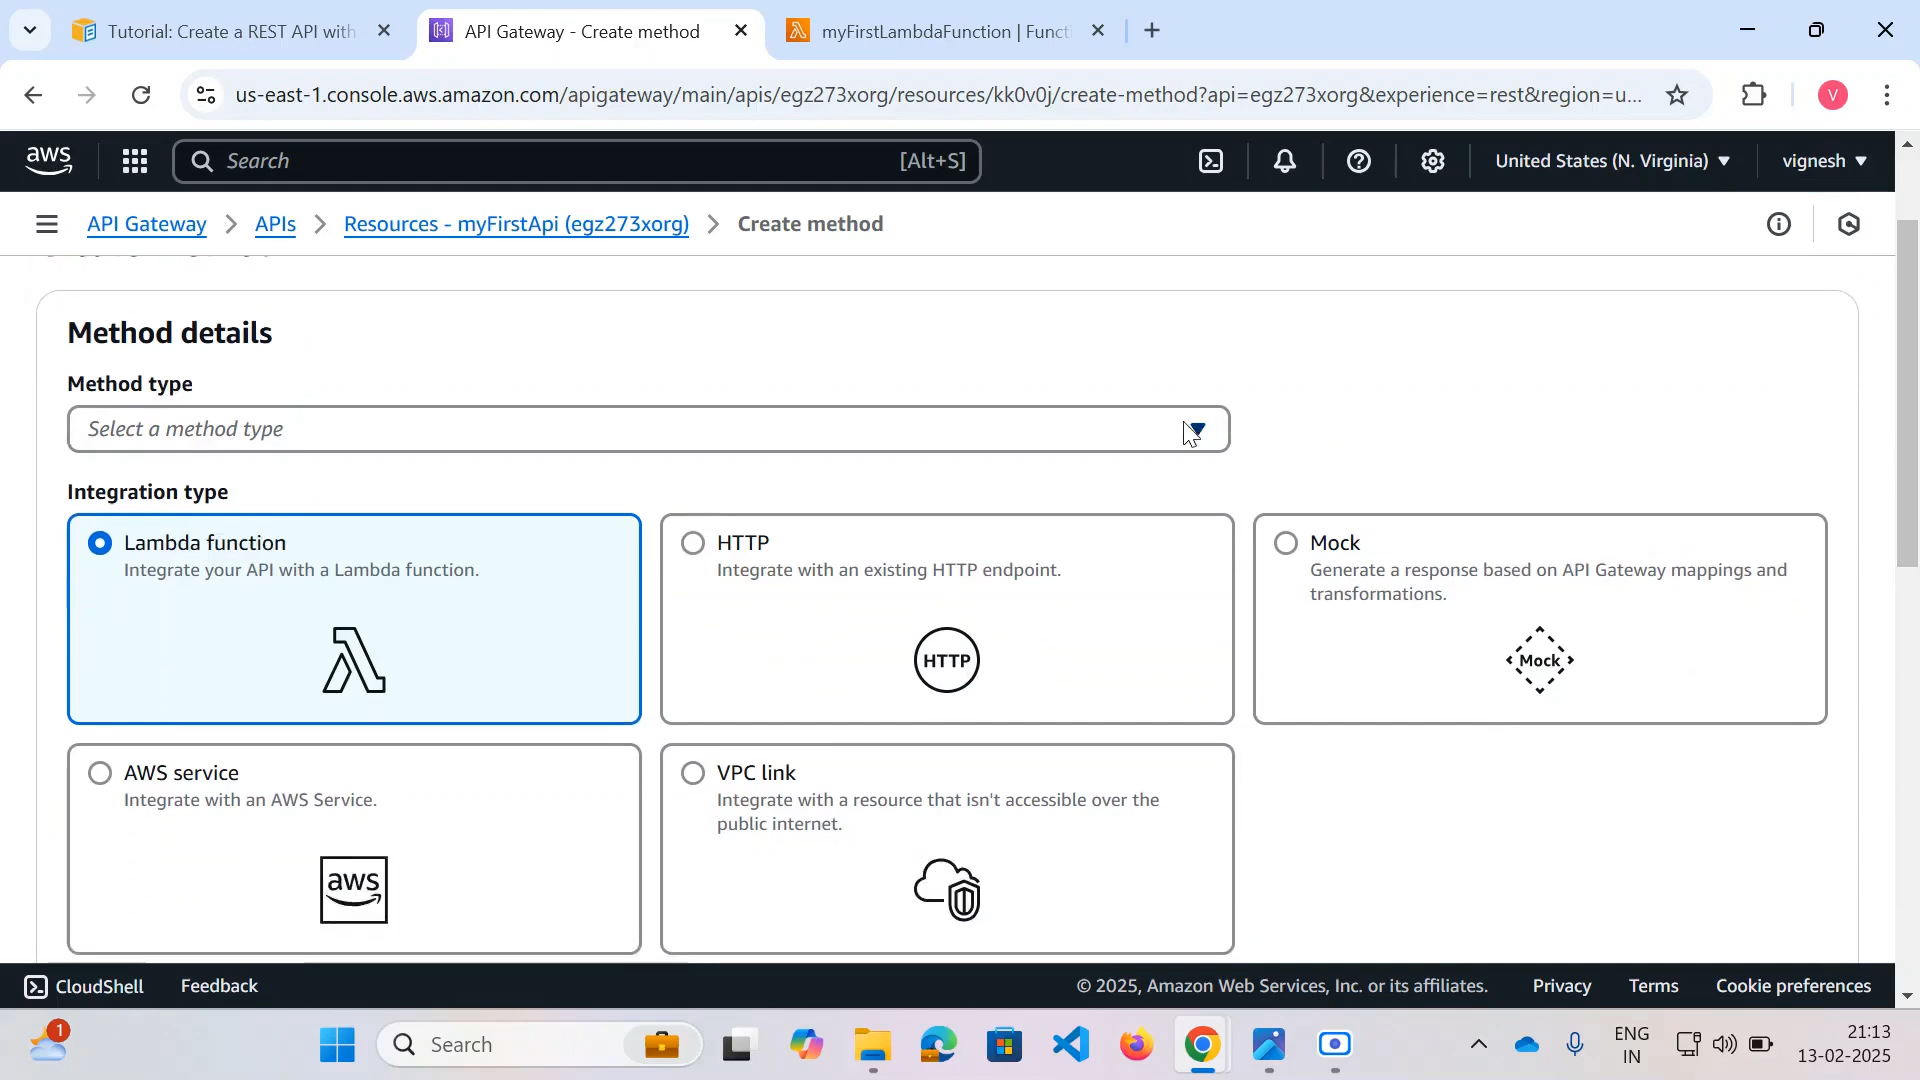 Tutorial: Create a REST API with
API Gateway - Create method
myFirstLambdaFunction | Functi
us-east-1.console.aws.amazon.com/apigateway/main/apis/egz273xorg/resources/kk0v0j/create-method?api=egz273xorg&experience=rest&region=u...
V
aws
Search
[Alt+S]
United States (N. Virginia)
vignesh
API Gateway
APIs
Resources - myFirstApi (egz273xorg)
Create method
Method details
Method type
Select a method type
Integration type
Lambda function
Integrate your API with a Lambda function.
HTTP
Integrate with an existing HTTP endpoint.
HTTP
Mock
Generate a response based on API Gateway mappings and
transformations.
Mock
AWS service
Integrate with an AWS Service.
aws
VPC link
Integrate with a resource that isn't accessible over the
public internet.
CloudShell
Feedback
© 2025, Amazon Web Services, Inc. or its affiliates.
Privacy
Terms
Cookie preferences
1
Search
ENG
IN
21:13
13-02-2025